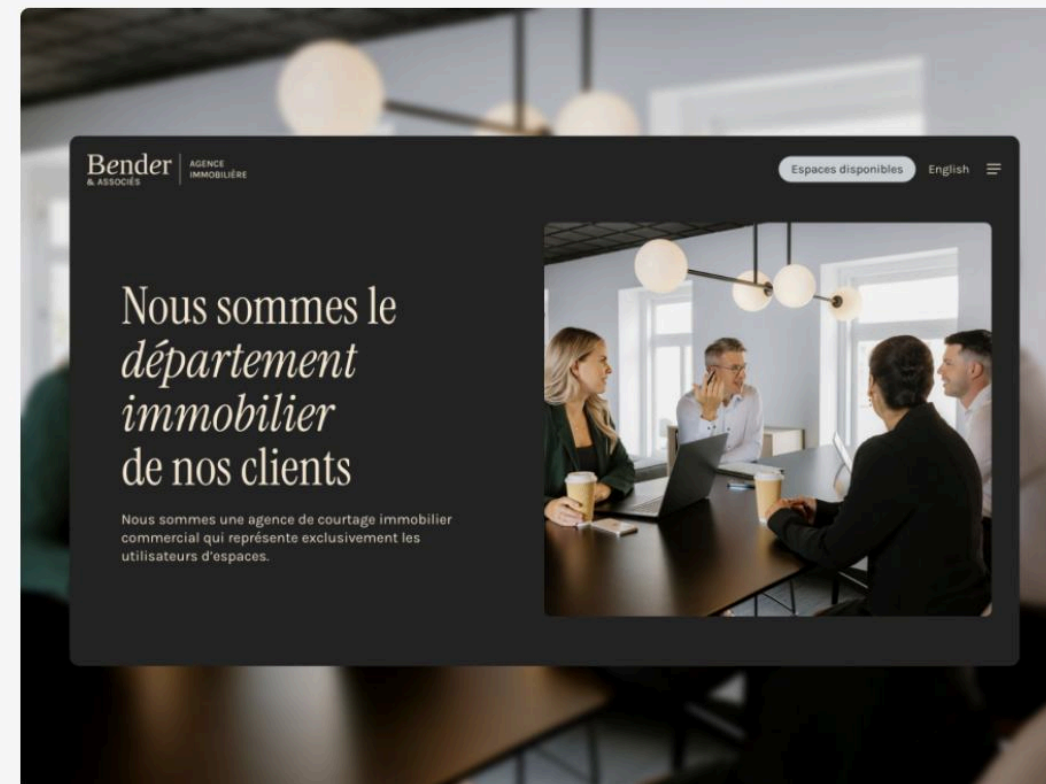 Bender
& ASSOCIÉS
AGENCE
IMMOBILIÈRE
Espaces disponibles
English
Nous sommes le
département
immobilier
de nos clients
Nous sommes une agence de courtage immobilier
commercial qui représente exclusivement les
utilisateurs d'espaces.